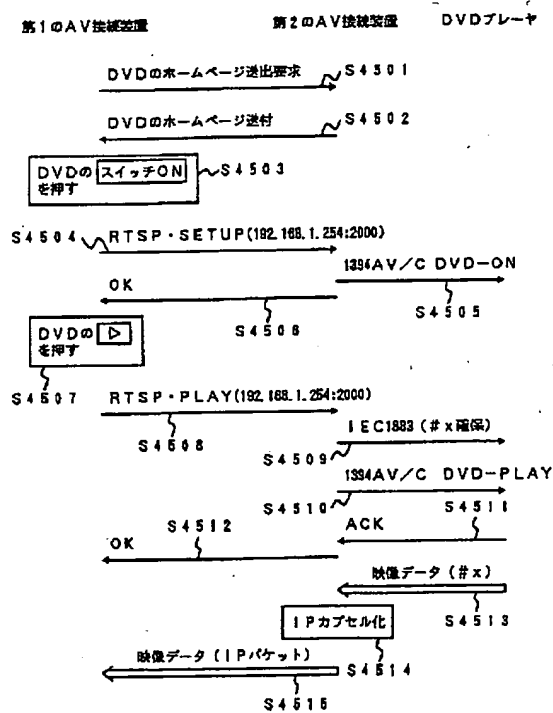 第1のAV接続装置 第2のAV接続装置 DVDプレーヤ
DVDのホームページ送出要求
S4501
DVDのホームページ送付
S4502
DVDの スイッチON
を押す
S4503
S4504
RTSP・SETUP(192.168.1.254:2000)
1394AV/C DVD-ON
OK
S4505
S4506
DVDの ▷
を押す
S4507
RTSP・PLAY(192.168.1.254:2000)
S4508
IEC1883 (#x確保)
S4509
1394AV/C DVD-PLAY
S4510
S4511
S4512
ACK
OK
映像データ (#x)
IPカプセル化
S4513
映像データ (IPパケット)
S4514
S4515